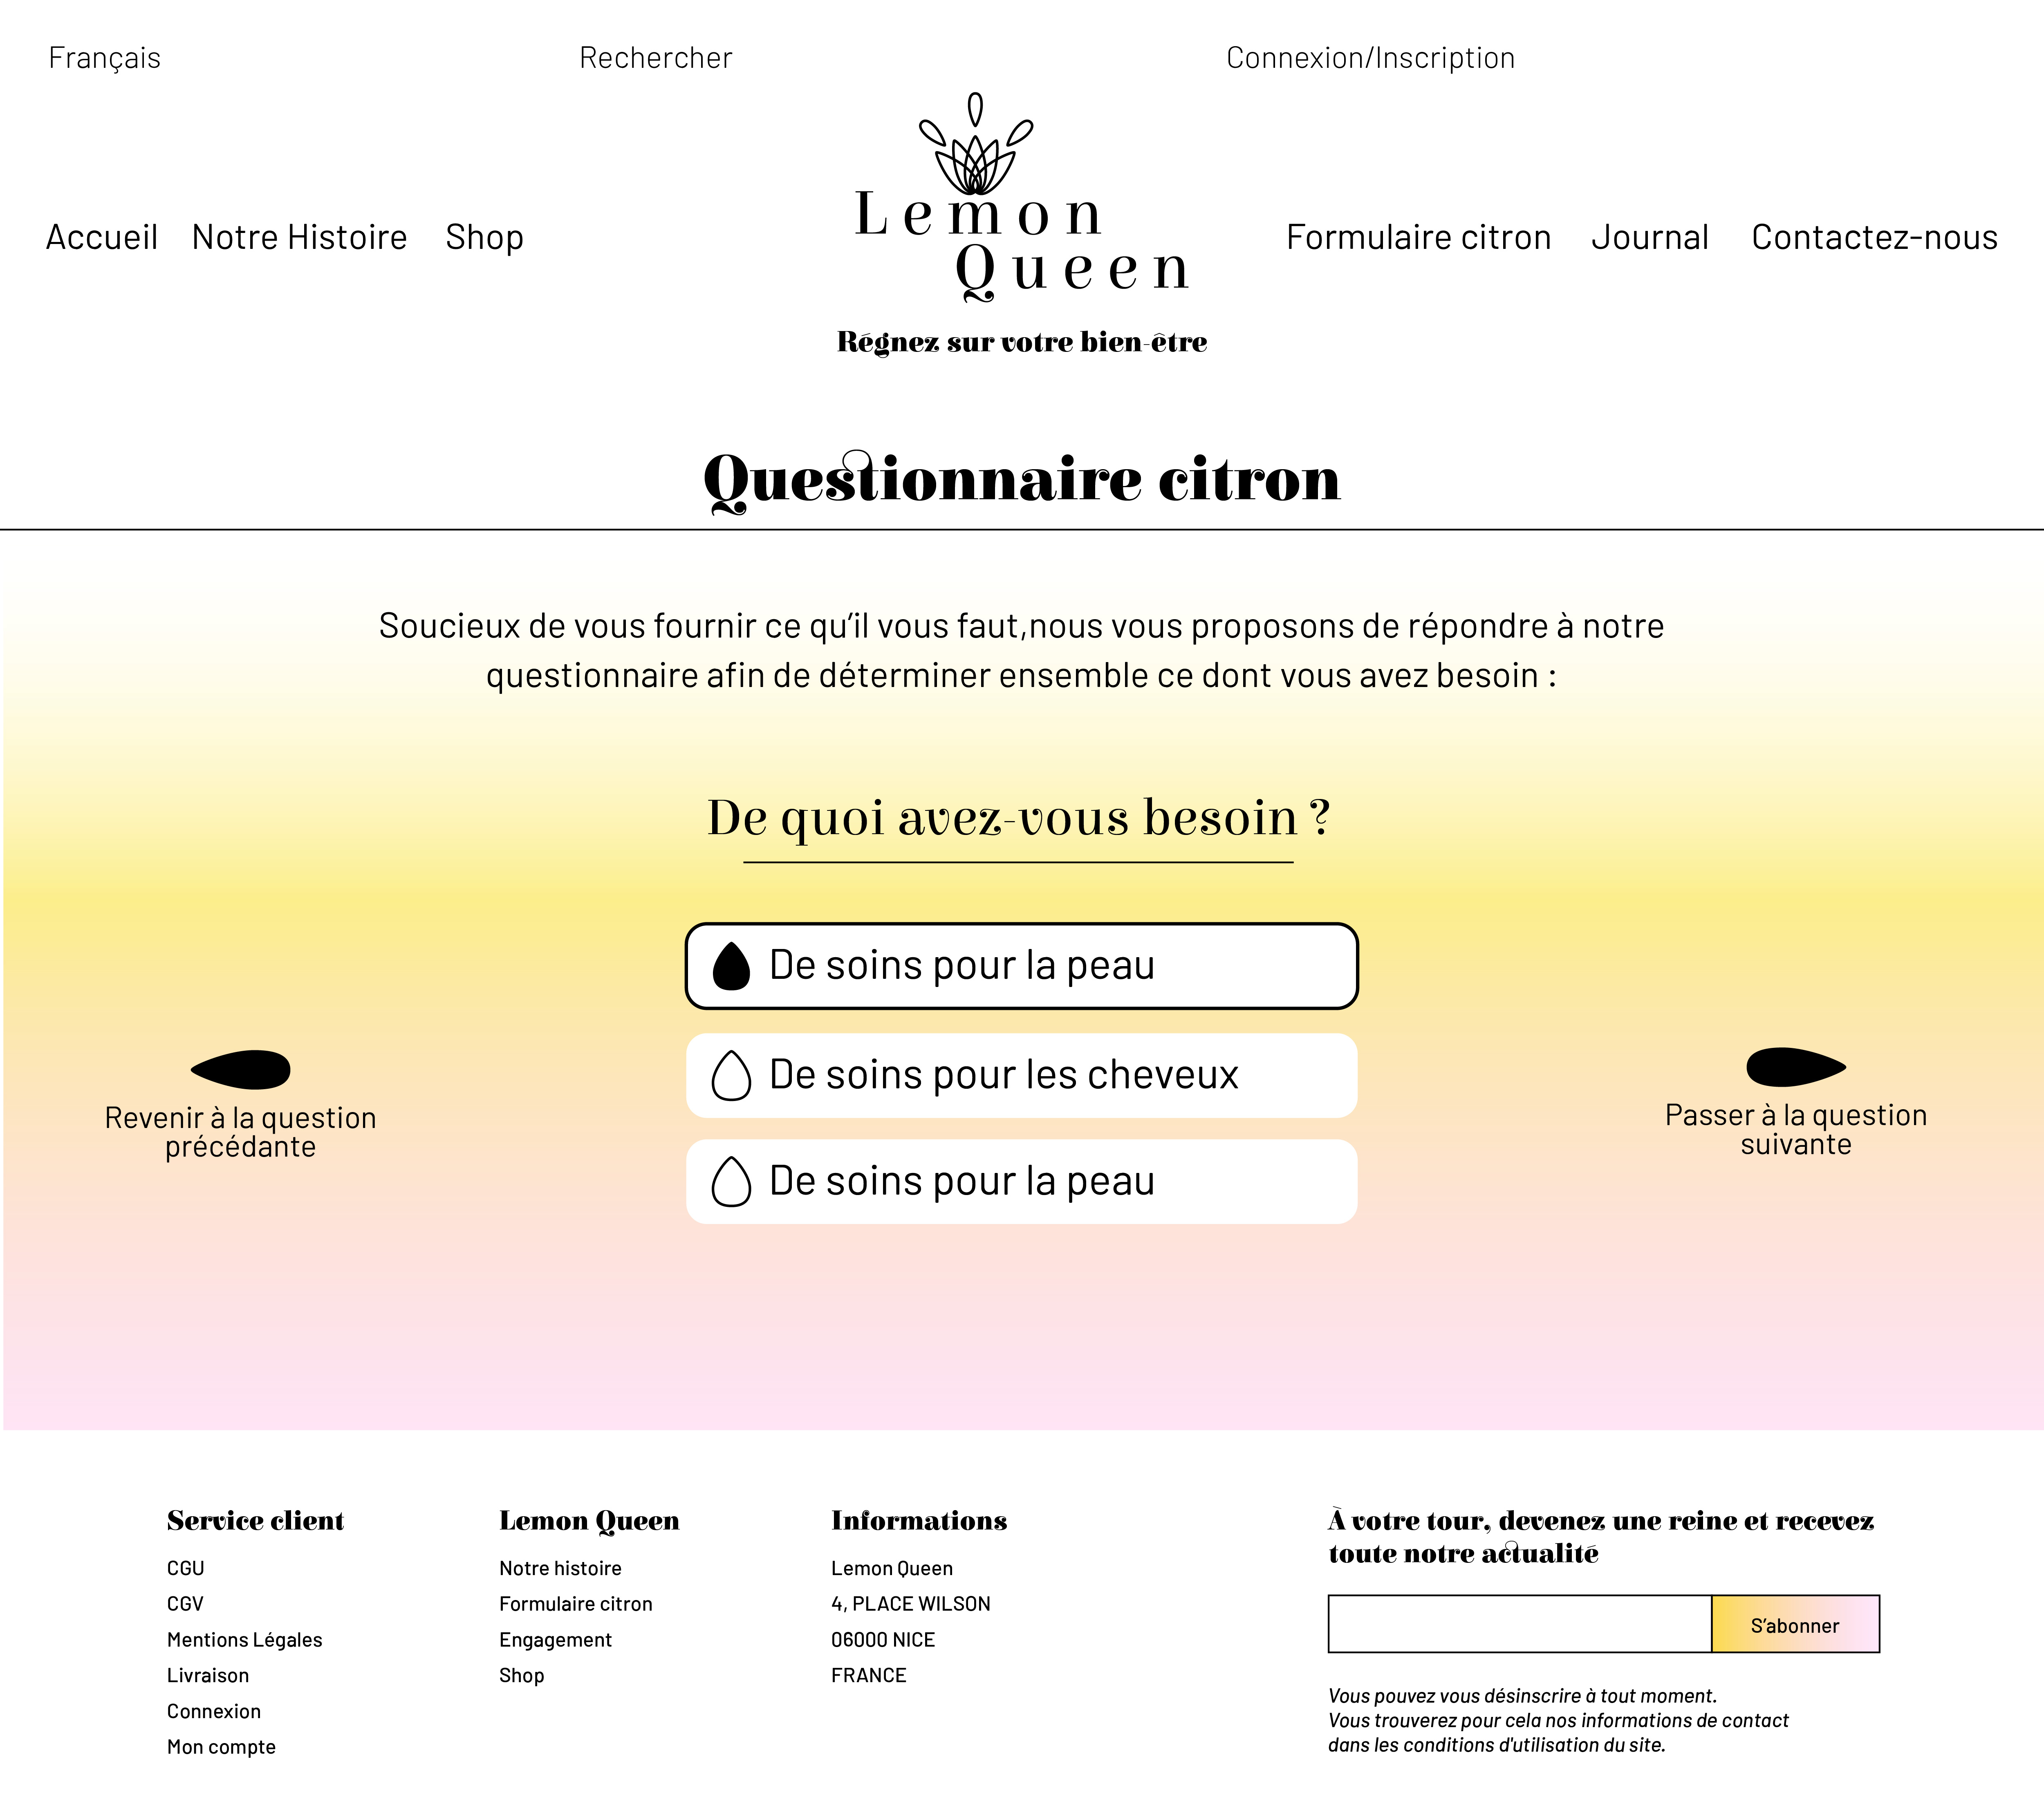 Français
Rechercher
Connexion/Inscription
Accueil
Notre Histoire
Shop
Lemon
Queen
Régnez sur votre bien-être
Formulaire citron
Journal
Contactez-nous
Questionnaire citron
Soucieux de vous fournir ce qu’il vous faut,nous vous proposons de répondre à notre
questionnaire afin de déterminer ensemble ce dont vous avez besoin :
De quoi avez-vous besoin ?
De soins pour la peau
De soins pour les cheveux
De soins pour la peau
Revenir à la question
précédante
Passer à la question
suivante
Service client
CGU
CGV
Mentions Légales
Livraison
Connexion
Mon compte
Lemon Queen
Notre histoire
Formulaire citron
Engagement
Shop
Informations
Lemon Queen
4, PLACE WILSON
06000 NICE
FRANCE
À votre tour, devenez une reine et recevez
toute notre actualité
S’abonner
Vous pouvez vous désinscrire à tout moment.
Vous trouverez pour cela nos informations de contact
dans les conditions d'utilisation du site.